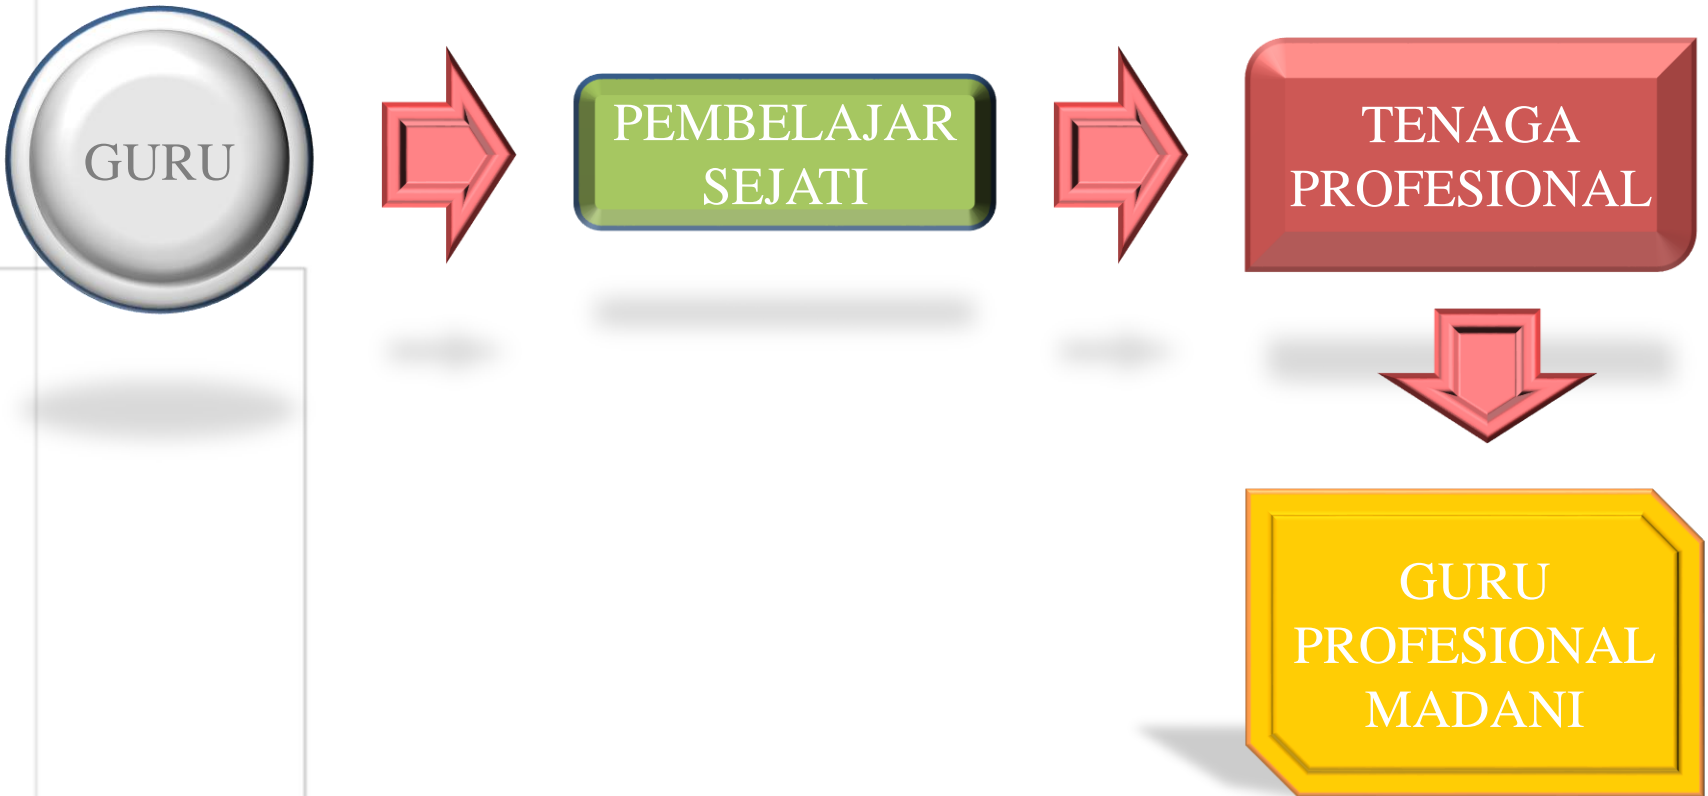 GURU
PEMBELAJAR
SEJATI
TENAGA
PROFESIONAL
GURU
PROFESIONAL
MADANI